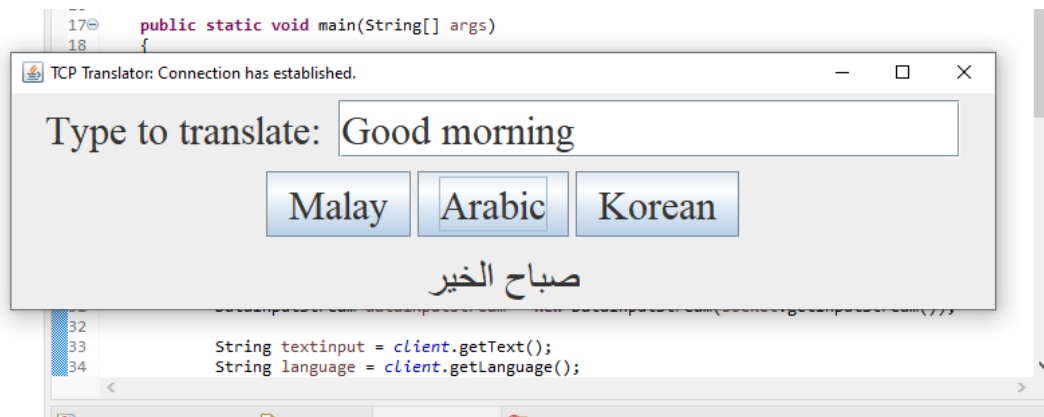 17 public static void main(String[] args)
18 {
TCP Translator: Connection has established.
Type to translate: Good morning
Malay Arabic Korean
صباح الخير
32
33 String textinput = client.getText();
34 String language = client.getLanguage();